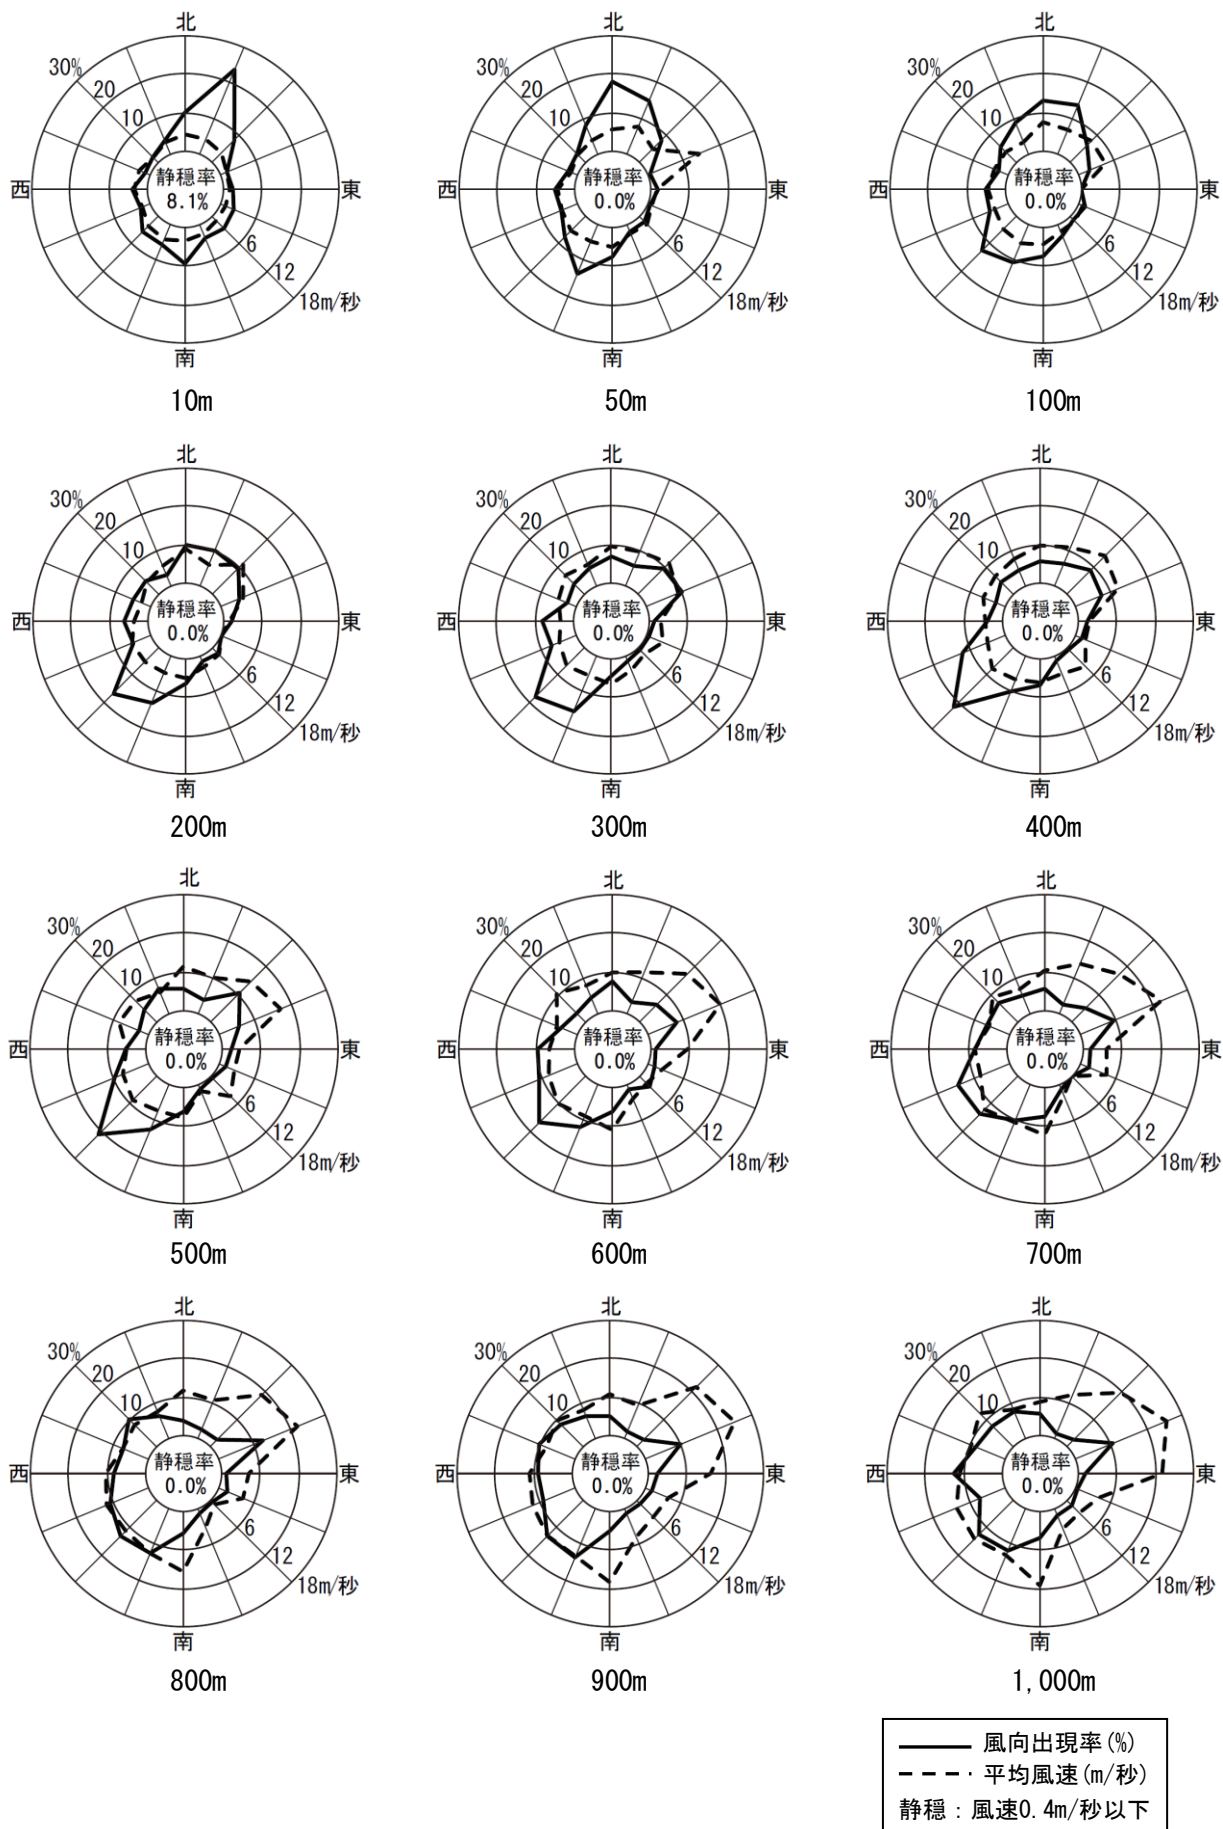 北
30%
20
10
西
静穏率
8.1%
東
6
12
18m/秒
南
10m
北
30%
20
10
西
静穏率
0.0%
東
6
12
18m/秒
南
50m
北
30%
20
10
西
静穏率
0.0%
東
6
12
18m/秒
南
100m
北
30%
20
10
西
静穏率
0.0%
東
6
12
18m/秒
南
200m
北
30%
20
10
西
静穏率
0.0%
東
6
12
18m/秒
南
300m
北
30%
20
10
西
静穏率
0.0%
東
6
12
18m/秒
南
400m
北
30%
20
10
西
静穏率
0.0%
東
6
12
18m/秒
南
500m
北
30%
20
10
西
静穏率
0.0%
東
6
12
18m/秒
南
600m
北
30%
20
10
西
静穏率
0.0%
東
6
12
18m/秒
南
700m
北
30%
20
10
西
静穏率
0.0%
東
6
12
18m/秒
南
800m
北
30%
20
10
西
静穏率
0.0%
東
6
12
18m/秒
南
900m
北
30%
20
10
西
静穏率
0.0%
東
6
12
18m/秒
南
1,000m
風向出現率(%)
平均風速(m/秒)
静穏：風速0.4m/秒以下